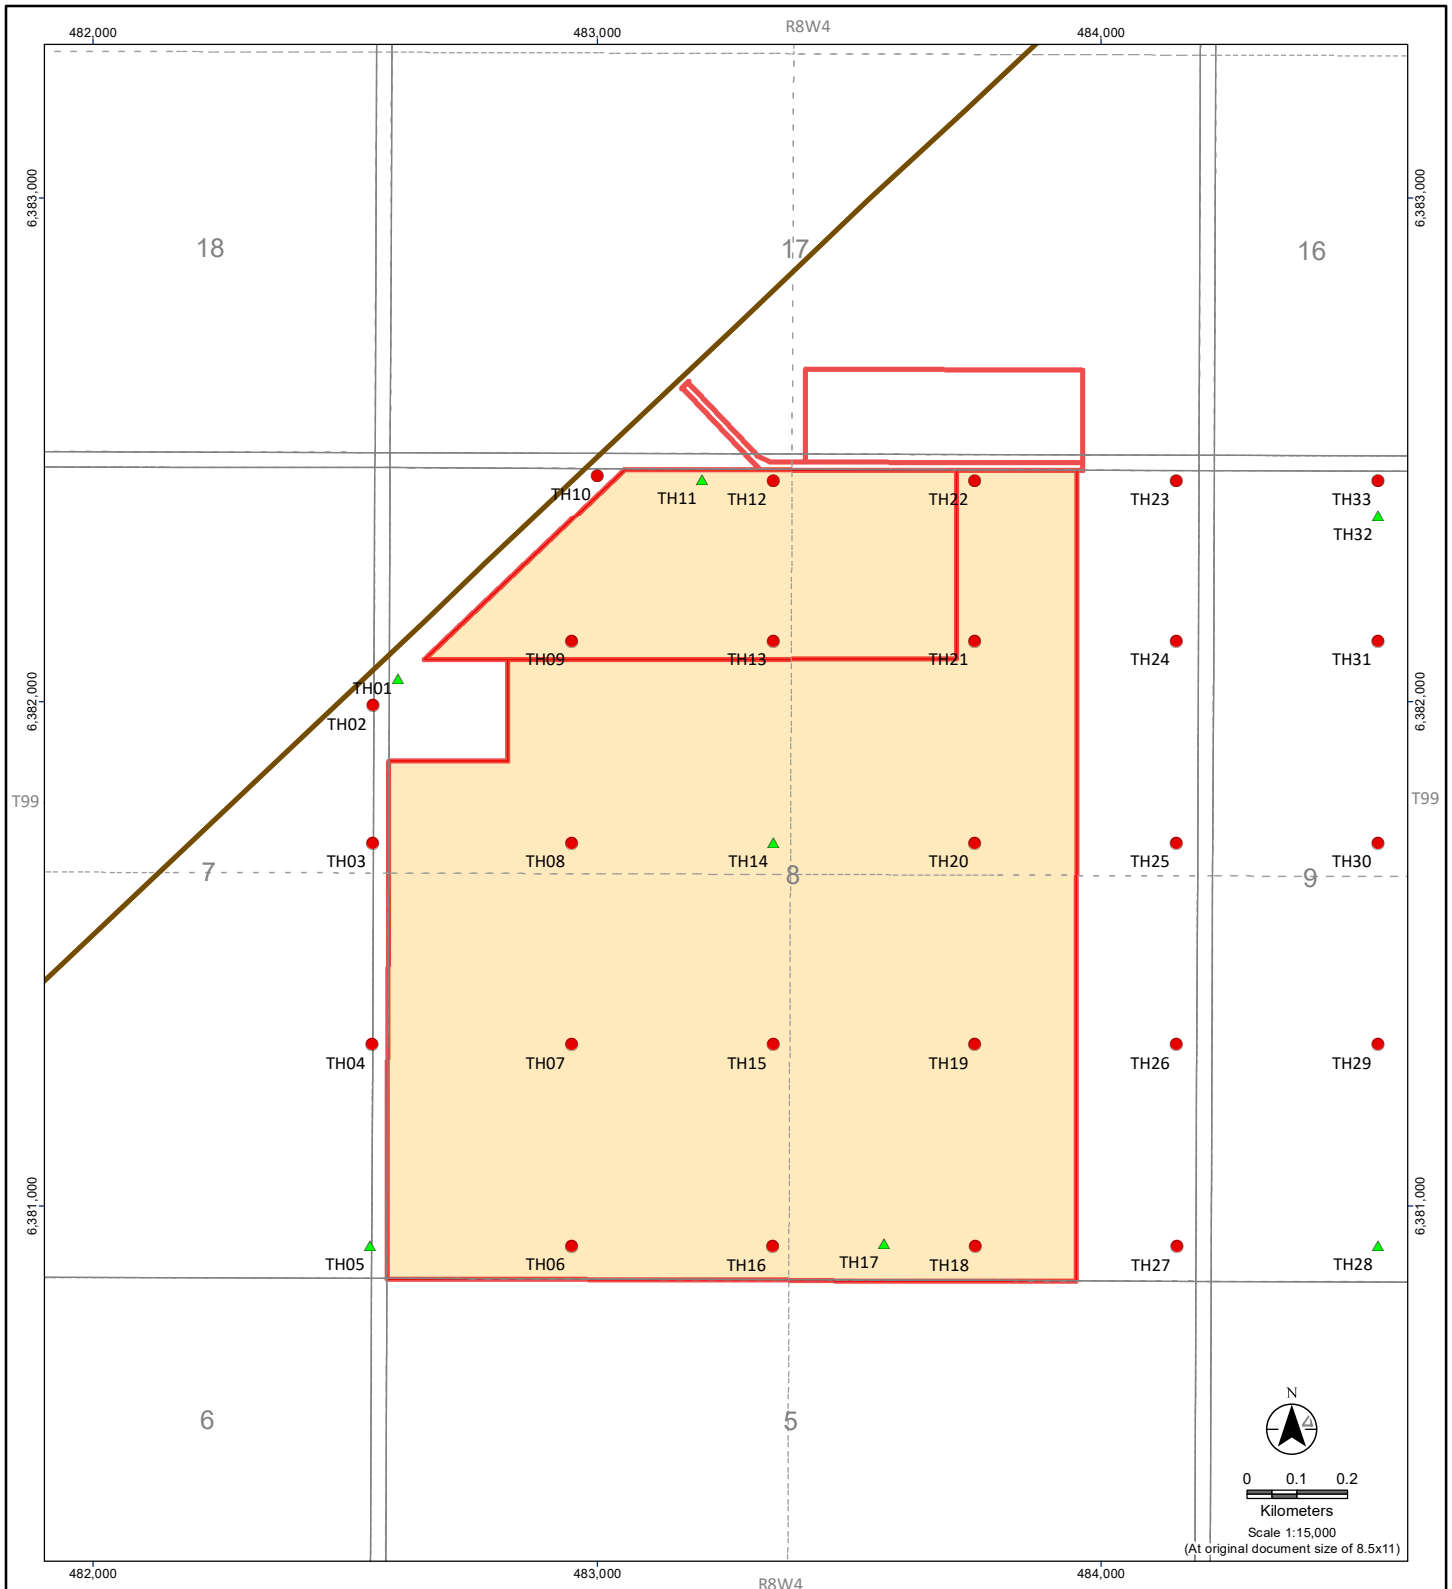 R8W4
482,000 483,000 484,000
6,383,000 6,383,000
18 17 16
TH10 TH11 TH12 TH22 TH23 TH33
TH32
TH09 TH13 TH21 TH24 TH31
TH01
6,382,000 6,382,000
TH02
T99 T99
TH03 TH08 TH14 TH20 TH25 TH30
7 8 9
TH04 TH07 TH15 TH19 TH26 TH29
6,381,000 6,381,000
TH05 TH06 TH16 TH17 TH18 TH27 TH28
N
6 5 4
0 0.1 0.2
Kilometers
Scale 1:15,000
(At original document size of 8.5x11)
482,000 483,000 484,000
R8W4